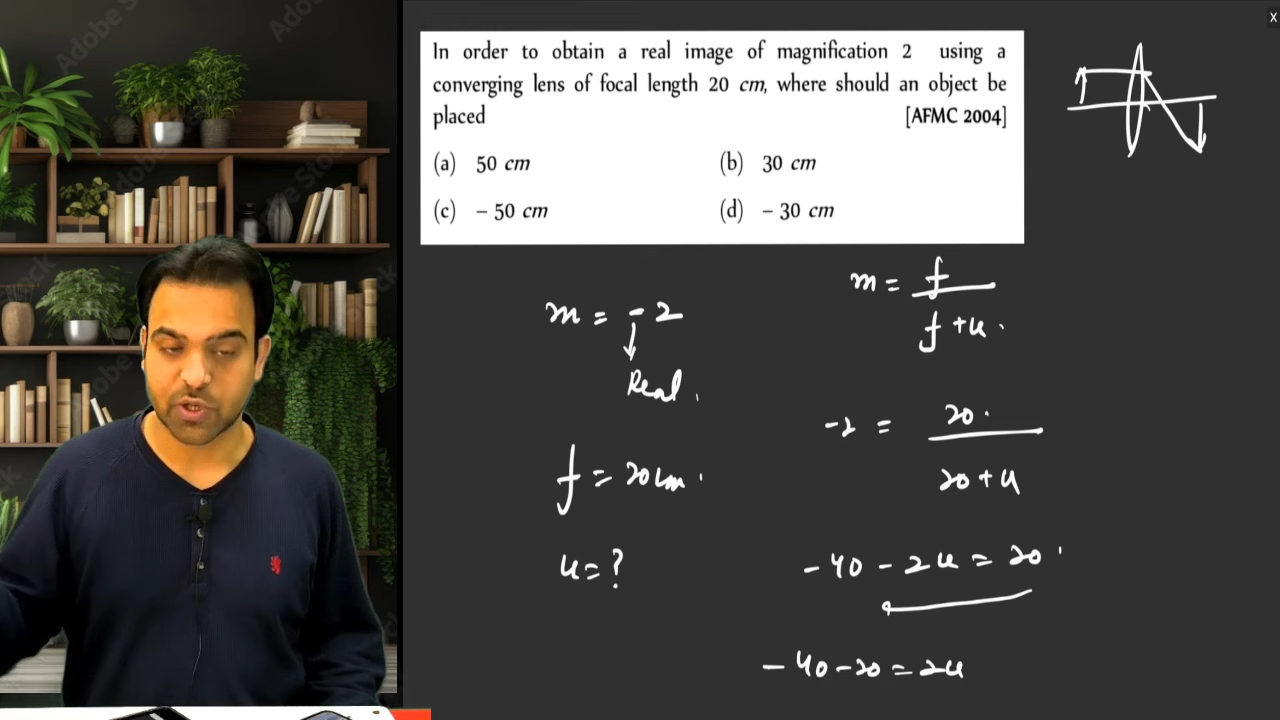 In order to obtain a real image of magnification 2 using a
converging lens of focal length 20 cm, where should an object be
placed [AFMC 2004]
(a) 50 cm (b) 30 cm
(c) – 50 cm (d) – 30 cm
m = -2
Real.
f = 20cm.
u = ?
m = f / f + u.
-2 = 20. / 20 + u
-40 - 2u = 20
-40 - 20 = 2u
X
Adobe Stock